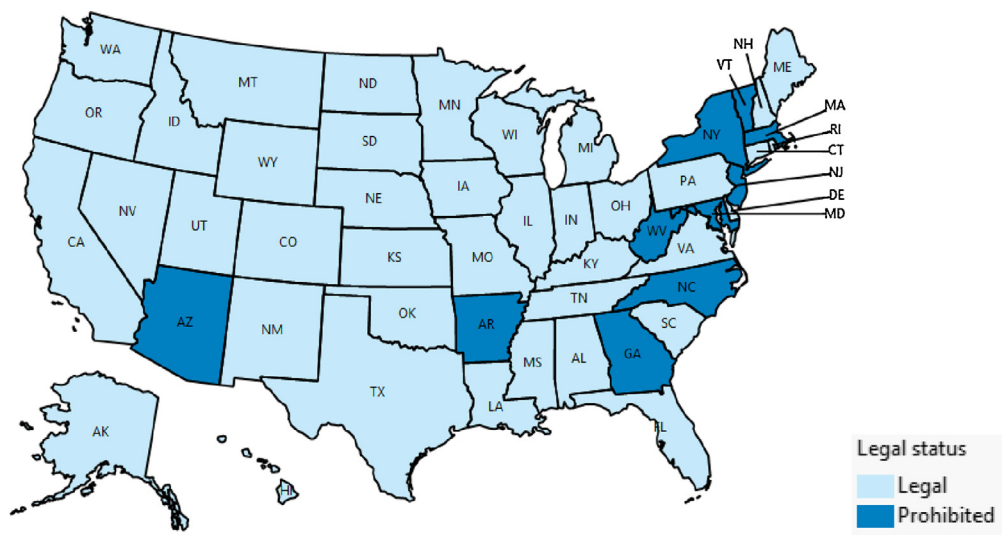 NH
VT
WA
MT
ND
MN
ME
OR
ID
SD
WI
MI
NY
MA
RI
CT
WY
NE
IA
PA
NJ
DE
MD
NV
UT
CO
IL
IN
OH
WV
VA
CA
KS
MO
KY
NC
AZ
NM
OK
AR
TN
SC
MS
AL
GA
TX
LA
FL
AK
HI
Legal status
Legal
Prohibited